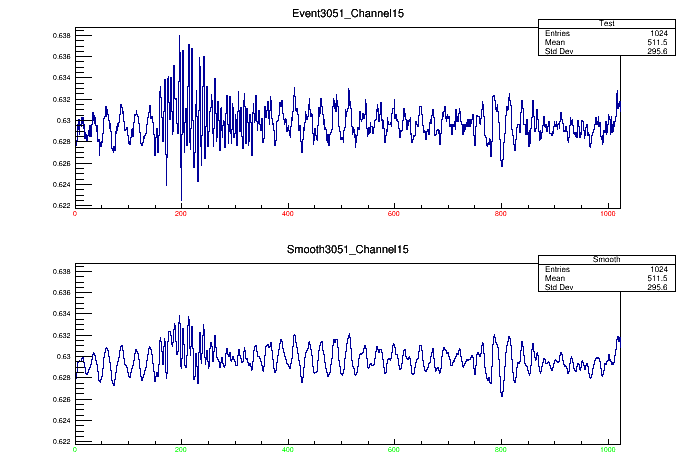 Event3051_Channel15
Test
Entries 1024
Mean 511.5
Std Dev 295.6
0.638
0.636
0.634
0.632
0.63
0.628
0.626
0.624
0.622
0 200 400 600 800 1000
Smooth3051_Channel15
Smooth
Entries 1024
Mean 511.5
Std Dev 295.6
0.638
0.636
0.634
0.632
0.63
0.628
0.626
0.624
0.622
0 200 400 600 800 1000